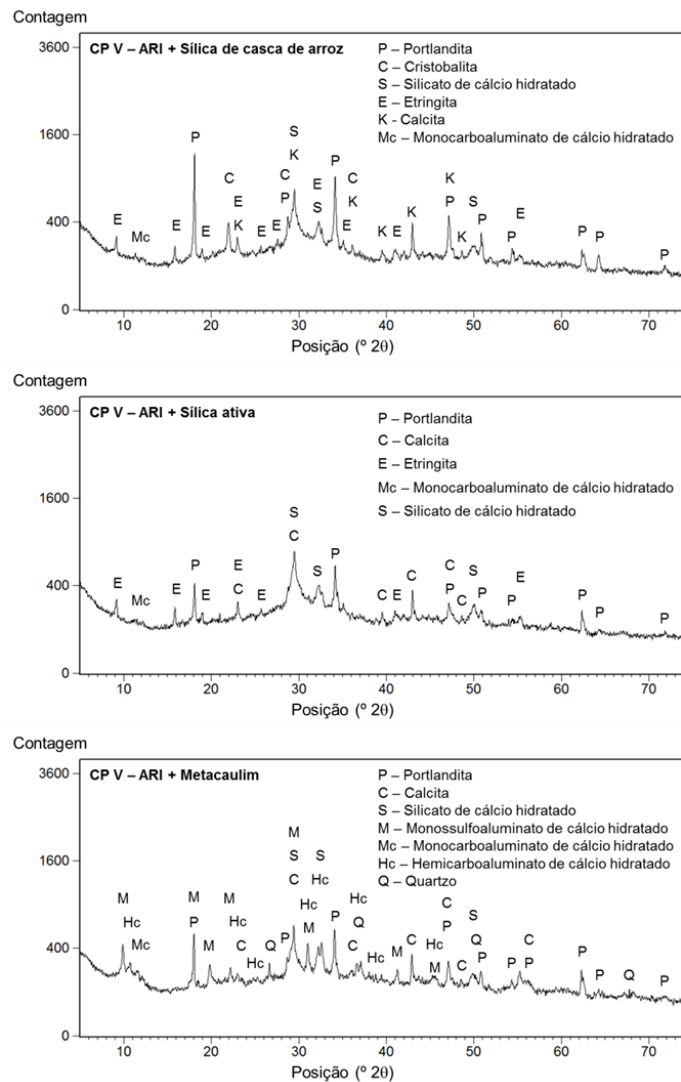 Contagem
3600
CP V – ARI + Sílica de casca de arroz
P – Portlandita
C – Cristobalita
S – Silicato de cálcio hidratado
E – Etringita
K - Calcita
Mc – Monocarboaluminato de cálcio hidratado
1600
400
0
E
Mc
E
P
E
C
E
K
E
E
C
P
S
K
E
S
P
E
C
K
K
E
K
K
P
K
S
P
P
E
P
P
P
10
20
30
40
50
60
70
Posição (º 2θ)
Contagem
3600
CP V – ARI + Sílica ativa
P – Portlandita
C – Calcita
E – Etringita
Mc – Monocarboaluminato de cálcio hidratado
S – Silicato de cálcio hidratado
1600
400
0
E
Mc
E
P
E
E
C
E
S
C
S
P
C
E
C
C
P
C
S
P
P
E
P
P
P
10
20
30
40
50
60
70
Posição (º 2θ)
Contagem
3600
CP V – ARI + Metacaulim
P – Portlandita
C – Calcita
S – Silicato de cálcio hidratado
M – Monossulfoaluminato de cálcio hidratado
Mc – Monocarboaluminato de cálcio hidratado
Hc – Hemicarboaluminato de cálcio hidratado
Q – Quartzo
1600
400
0
M
Hc
Mc
M
P
M
M
Hc
C
Hc
Q
P
M
S
C
Hc
M
S
Hc
P
Hc
Q
C
Hc
M
C
Hc
M
C
P
C
S
Q
P
P
C
P
P
P
Q
P
10
20
30
40
50
60
70
Posição (º 2θ)